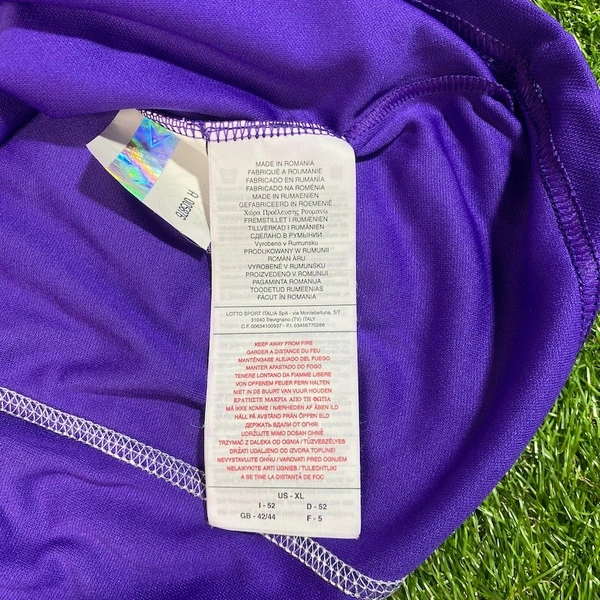 A 005876
MADE IN ROMANIA
FABRIQUÉ A ROUMANIE
FABRICADO EN RUMANIA
FABRICADO NA ROMÉNIA
MADE IN RUMAENIEN
GEFABRICEERD IN ROEMENIË
Χώρα Προέλευσης Ρουμανία
FREMSTILLET I RUMÆNIEN
TILLVERKAD I RUMÄNIEN
СДЕЛАНО В РУМЫНИИ
Vyrobeno v Rumunsku
PRODUKOWANY W RUMUNII
ROMÁN ÁRU
VYROBENÉ V RUMUNSKU
PROIZVEDENO V ROMUNIJI
PAGAMINTA ROMANIJA
TOODETUD RUMEENIAS
FĂCUT ÎN ROMANIA
LOTTO SPORT ITALIA SpA - via Montebelluna, 5/7
31040 Trevignano (TV) ITALY
KEEP AWAY FROM FIRE
GARDER A DISTANCE DU FEU
MANTÉNGASE ALEJADO DEL FUEGO
MANTER AFASTADO DO FOGO
TENERE LONTANO DA FIAMME LIBERE
VON OFFENEM FEUER FERN HALTEN
NIET IN DE BUURT VAN VUUR HOUDEN
ΚΡΑΤΗΣΤΕ ΜΑΚΡΙΑ ΑΠΟ ΤΗ ΦΩΤΙΑ
MÅ IKKE KOMME I NÆRHEDEN AF ÅBEN ILD
HÅLL PÅ AVSTÅND FRÅN ÖPPEN ELD
ДЕРЖАТЬ ВДАЛИ ОТ ОГНЯ
UDRŽUJTE MIMO DOSAH OHNĚ
TRZYMAĆ Z DALEKA OD OGNIA / TŰZVESZÉLYES
DRŽATI UDALJENO OD IZVORA TOPLINE!
NEVYSTAVUJTE OHŇU / VAROVATI PRED OGNJEM
NELAIKYKITE ARTI UGNIES / TULEOHTLIK!
A SE ŢINE LA DISTANŢĂ DE FOC
US - XL
I - 52 D - 52
GB - 42/44 F - 5